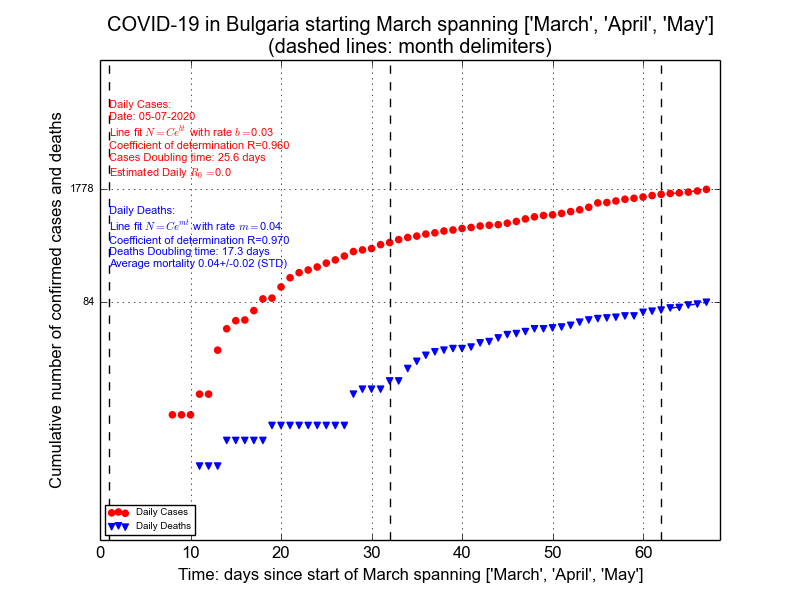 COVID-19 in Bulgaria starting March spanning ['March', 'April', 'May']
(dashed lines: month delimiters)
Daily Cases:
Date: 05-07-2020
Line fit N = Ce^{bt} with rate b =0.03
Coefficient of determination R=0.960
Cases Doubling time: 25.6 days
Estimated Daily R_0 =0.0
1778
Daily Deaths:
Line fit N = Ce^{mt} with rate m =0.04
Coefficient of determination R=0.970
Deaths Doubling time: 17.3 days
Average mortality 0.04+/-0.02 (STD)
84
Cumulative number of confirmed cases and deaths
Daily Cases
Daily Deaths
0 10 20 30 40 50 60
Time: days since start of March spanning ['March', 'April', 'May']